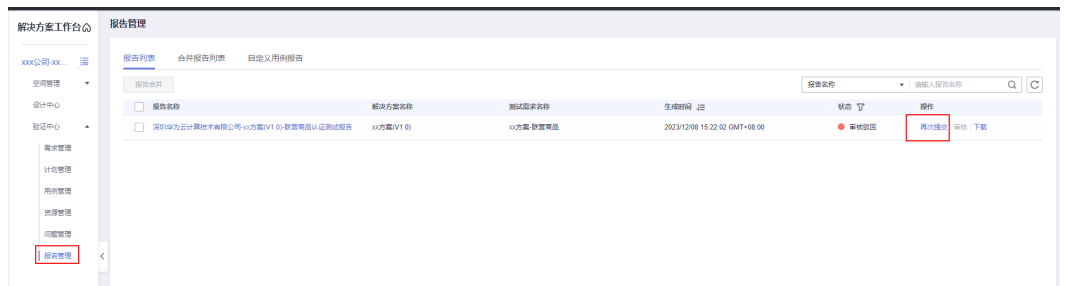 解决方案工作台
报告管理
xxx公司-xx...
空间管理
设计中心
验证中心
需求管理
计划管理
用例管理
资源管理
问题管理
报告管理
报告列表 合并报告列表 自定义用例报告
报告合并
报告名称 请输入报告名称
报告名称 解决方案名称 测试需求名称 生成时间 状态 操作
深圳华为云计算技术有限公司-xx方案(V1.0)-联营商品认证测试报告 xx方案(V1.0) xx方案-联营商品 2023/12/08 15:22:02 GMT+08:00 审核驳回 再次提交 审核 下载